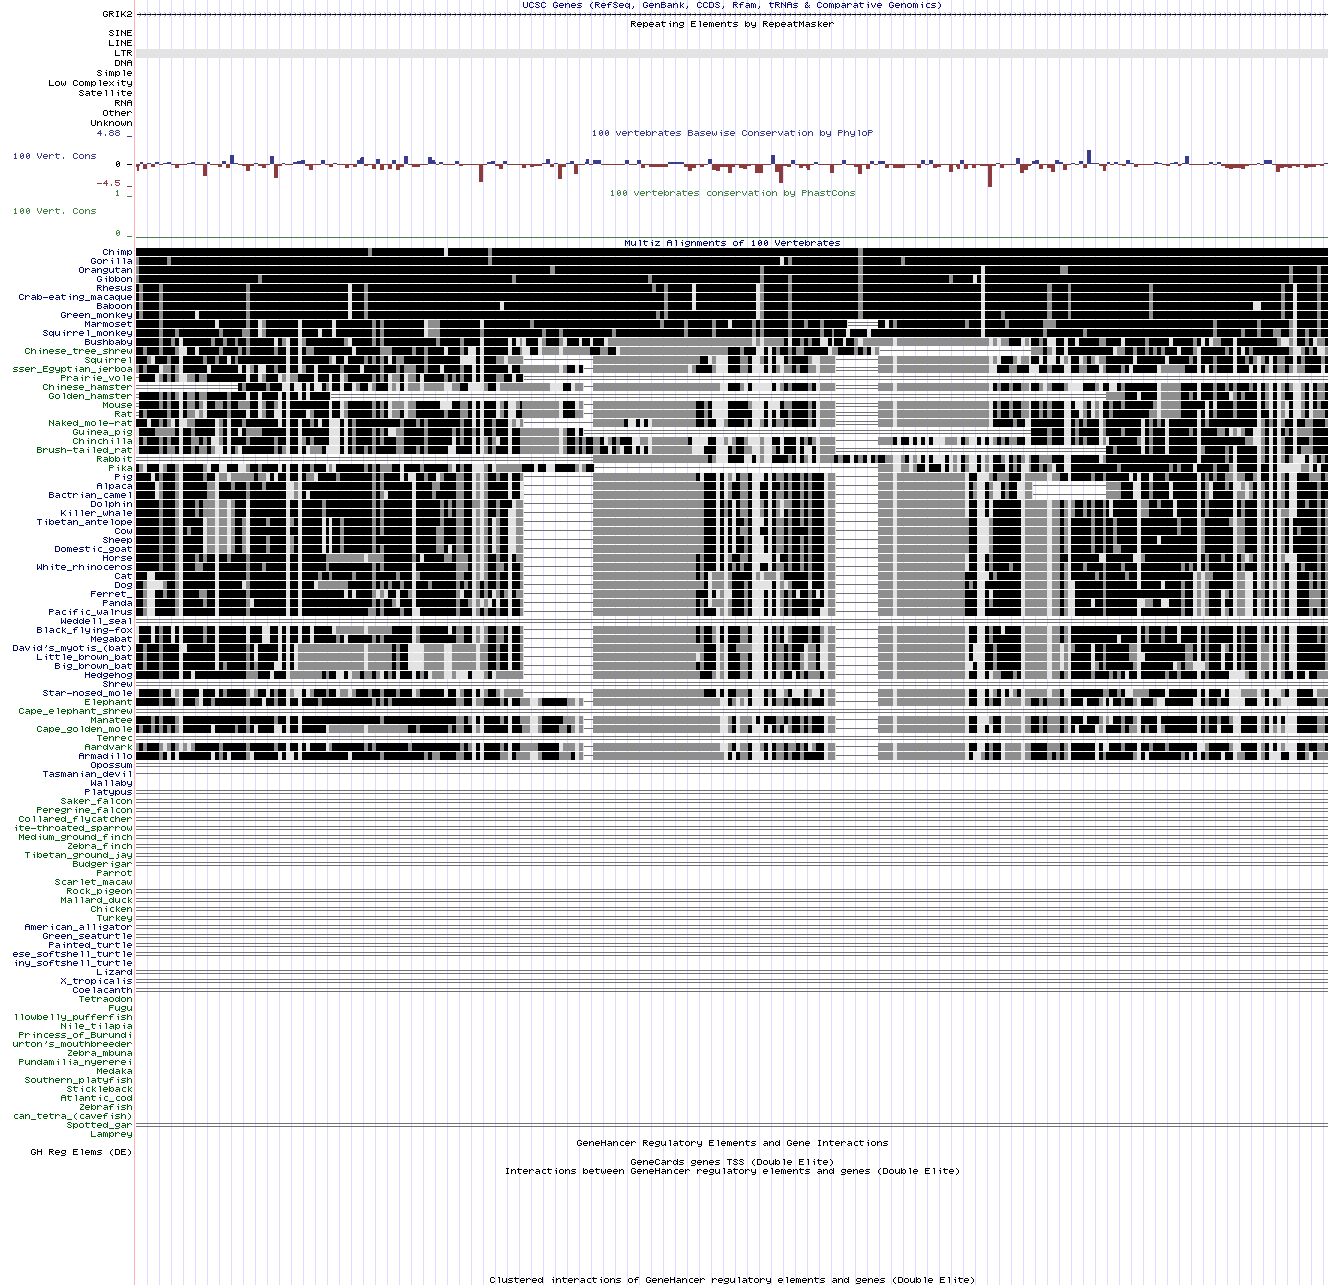 UCSC Genes (RefSeq, GenBank, CCDS, Rfam, tRNAs & Comparative Genomics)
GRIK2
Repeating Elements by RepeatMasker
SINE
LINE
LTR
DNA
Simple
Low Complexity
Satellite
RNA
Other
Unknown
4.88 _
100 vertebrates Basewise Conservation by PhyloP
100 Vert. Cons
0 _
-4.5 _
1 _
100 vertebrates conservation by PhastCons
100 Vert. Cons
0 _
Multiz Alignments of 100 Vertebrates
Chimp
Gorilla
Orangutan
Gibbon
Rhesus
Crab-eating_macaque
Baboon
Green_monkey
Marmoset
Squirrel_monkey
Bushbaby
Chinese_tree_shrew
Squirrel
sser_Egyptian_jerboa
Prairie_vole
Chinese_hamster
Golden_hamster
Mouse
Rat
Naked_mole-rat
Guinea_pig
Chinchilla
Brush-tailed_rat
Rabbit
Pika
Pig
Alpaca
Bactrian_camel
Dolphin
Killer_whale
Tibetan_antelope
Cow
Sheep
Domestic_goat
Horse
White_rhinoceros
Cat
Dog
Ferret_
Panda
Pacific_walrus
Weddell_seal
Black_flying-fox
Megabat
David's_myotis_(bat)
Little_brown_bat
Big_brown_bat
Hedgehog
Shrew
Star-nosed_mole
Elephant
Cape_elephant_shrew
Manatee
Cape_golden_mole
Tenrec
Aardvark
Armadillo
Opossum
Tasmanian_devil
Wallaby
Platypus
Saker_falcon
Peregrine_falcon
Collared_flycatcher
ite-throated_sparrow
Medium_ground_finch
Zebra_finch
Tibetan_ground_jay
Budgerigar
Parrot
Scarlet_macaw
Rock_pigeon
Mallard_duck
Chicken
Turkey
American_alligator
Green_seaturtle
Painted_turtle
ese_softshell_turtle
iny_softshell_turtle
Lizard
X_tropicalis
Coelacanth
Tetraodon
Fugu
llowbelly_pufferfish
Nile_tilapia
Princess_of_Burundi
urton's_mouthbreeder
Zebra_mbuna
Pundamilia_nyererei
Medaka
Southern_platyfish
Stickleback
Atlantic_cod
Zebrafish
can_tetra_(cavefish)
Spotted_gar
Lamprey
GeneHancer Regulatory Elements and Gene Interactions
GH Reg Elems (DE)
GeneCards genes TSS (Double Elite)
Interactions between GeneHancer regulatory elements and genes (Double Elite)
Clustered interactions of GeneHancer regulatory elements and genes (Double Elite)